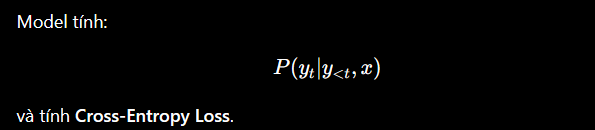 Model tính:
P(y_t|y_{<t}, x)
và tính Cross-Entropy Loss.